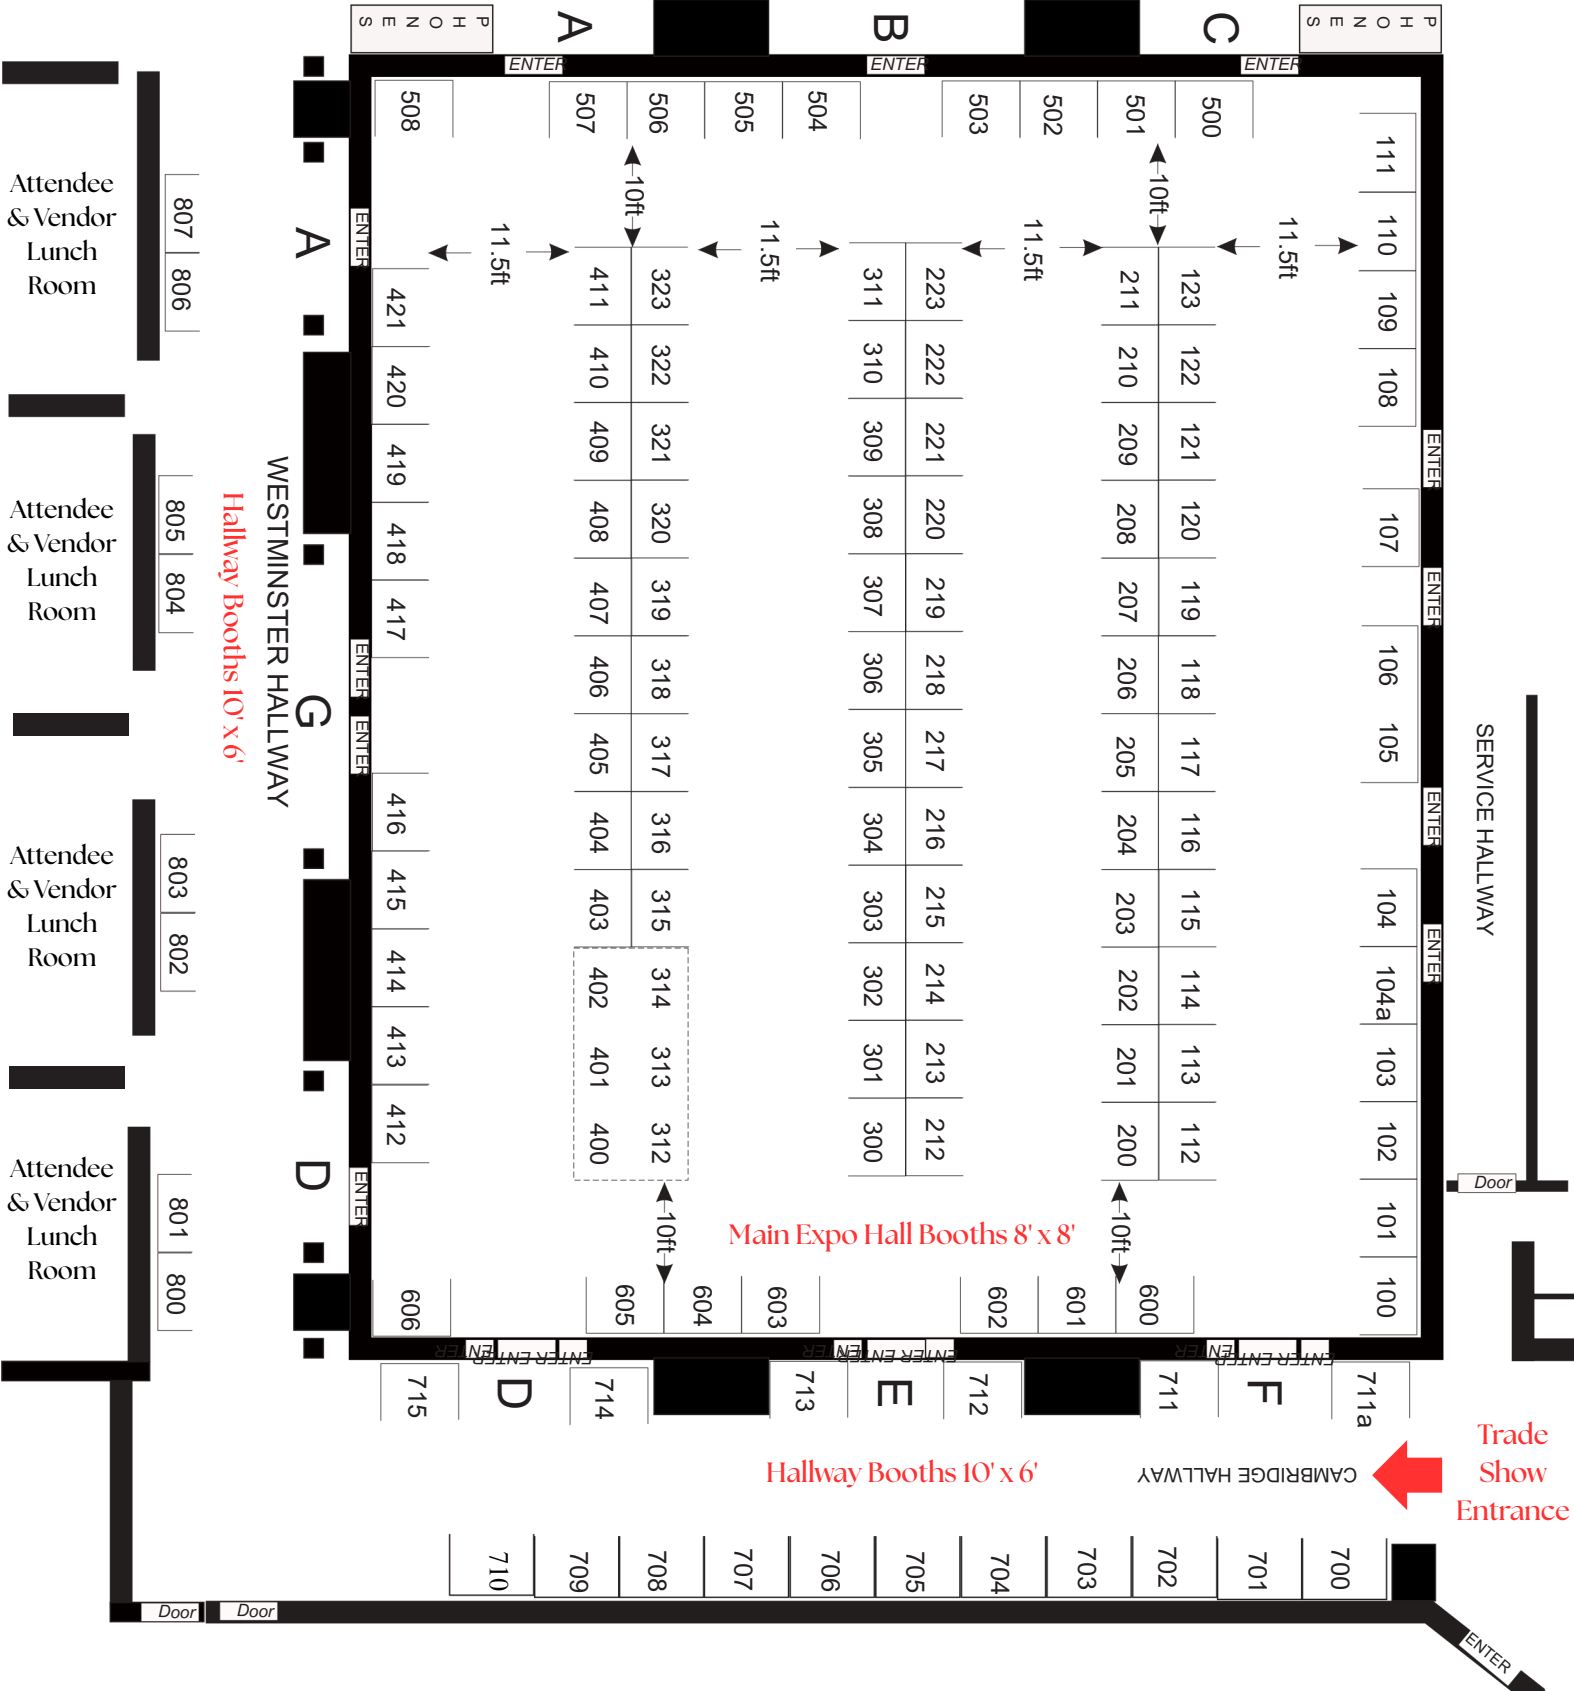 PHONES
A
B
C
PHONES
ENTER
ENTER
ENTER
508
507
506
505
504
503
502
501
500
111
110
109
108
107
106
105
104
104a
103
102
101
100
ENTER
ENTER
ENTER
ENTER
10ft
10ft
11.5ft
11.5ft
11.5ft
11.5ft
411
323
410
322
409
321
408
320
407
319
406
318
405
317
404
316
403
315
402
314
401
313
400
312
311
223
310
222
309
221
308
220
307
219
306
218
305
217
304
216
303
215
302
214
301
213
300
212
211
123
210
122
209
121
208
120
207
119
206
118
205
117
204
116
203
115
202
114
201
113
200
112
421
420
419
418
417
416
415
414
413
412
ENTER
ENTER
ENTER
ENTER
A
G
D
WESTMINSTER HALLWAY
Hallway Booths 10' x 6'
Attendee
& Vendor
Lunch
Room
807
806
Attendee
& Vendor
Lunch
Room
805
804
Attendee
& Vendor
Lunch
Room
803
802
Attendee
& Vendor
Lunch
Room
801
800
SERVICE HALLWAY
Door
10ft
Main Expo Hall Booths 8' x 8'
10ft
606
605
604
603
602
601
600
ENTER
ENTER
ENTER
ENTER
ENTER
ENTER
ENTER
ENTER
ENTER
715
D
714
713
E
712
711
F
711a
Hallway Booths 10' x 6'
CAMBRIDGE HALLWAY
Trade
Show
Entrance
710
709
708
707
706
705
704
703
702
701
700
Door
Door
ENTER